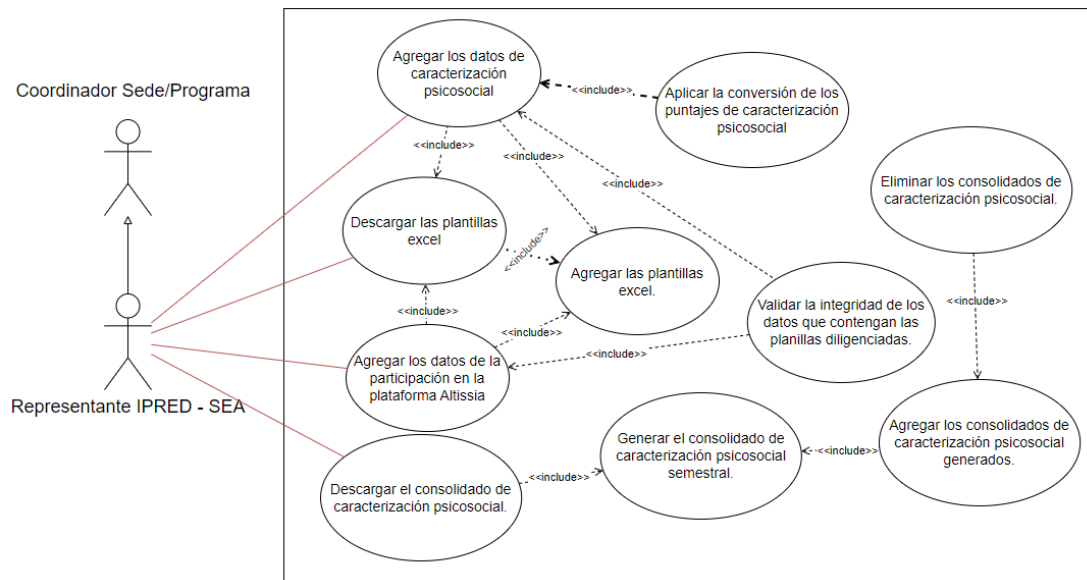 Coordinador Sede/Programa
Representante IPRED - SEA
Agregar los datos de
caracterización
psicosocial
<<include>>
Aplicar la conversión de los
puntajes de caracterización
psicosocial
<<include>>
<<include>>
<<include>>
Eliminar los consolidados de
caracterización psicosocial.
Descargar las plantillas
excel
<<include>>
Agregar las plantillas
excel.
<<include>>
Validar la integridad de los
datos que contengan las
planillas diligenciadas.
<<include>>
<<include>>
<<include>>
Agregar los datos de la
participación en la
plataforma Altissia
Generar el consolidado de
caracterización psicosocial
semestral.
<<include>>
Agregar los consolidados de
caracterización psicosocial
generados.
Descargar el consolidado de
caracterización psicosocial.
<<include>>